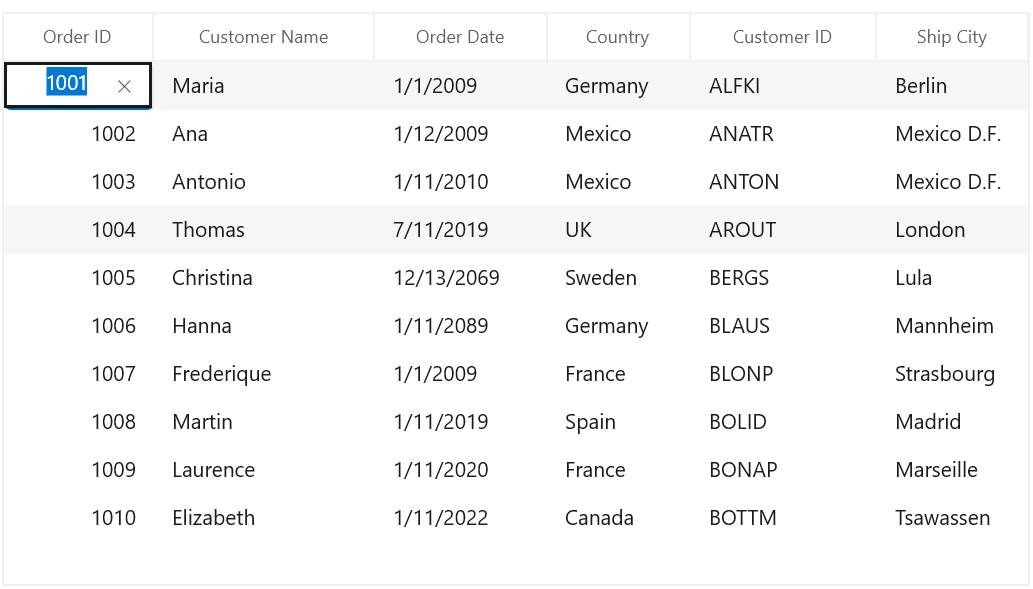 Order ID Customer Name Order Date Country Customer ID Ship City
1001 Maria 1/1/2009 Germany ALFKI Berlin
1002 Ana 1/12/2009 Mexico ANATR Mexico D.F.
1003 Antonio 1/11/2010 Mexico ANTON Mexico D.F.
1004 Thomas 7/11/2019 UK AROUT London
1005 Christina 12/13/2069 Sweden BERGS Lula
1006 Hanna 1/11/2089 Germany BLAUS Mannheim
1007 Frederique 1/1/2009 France BLONP Strasbourg
1008 Martin 1/11/2019 Spain BOLID Madrid
1009 Laurence 1/11/2020 France BONAP Marseille
1010 Elizabeth 1/11/2022 Canada BOTTM Tsawassen